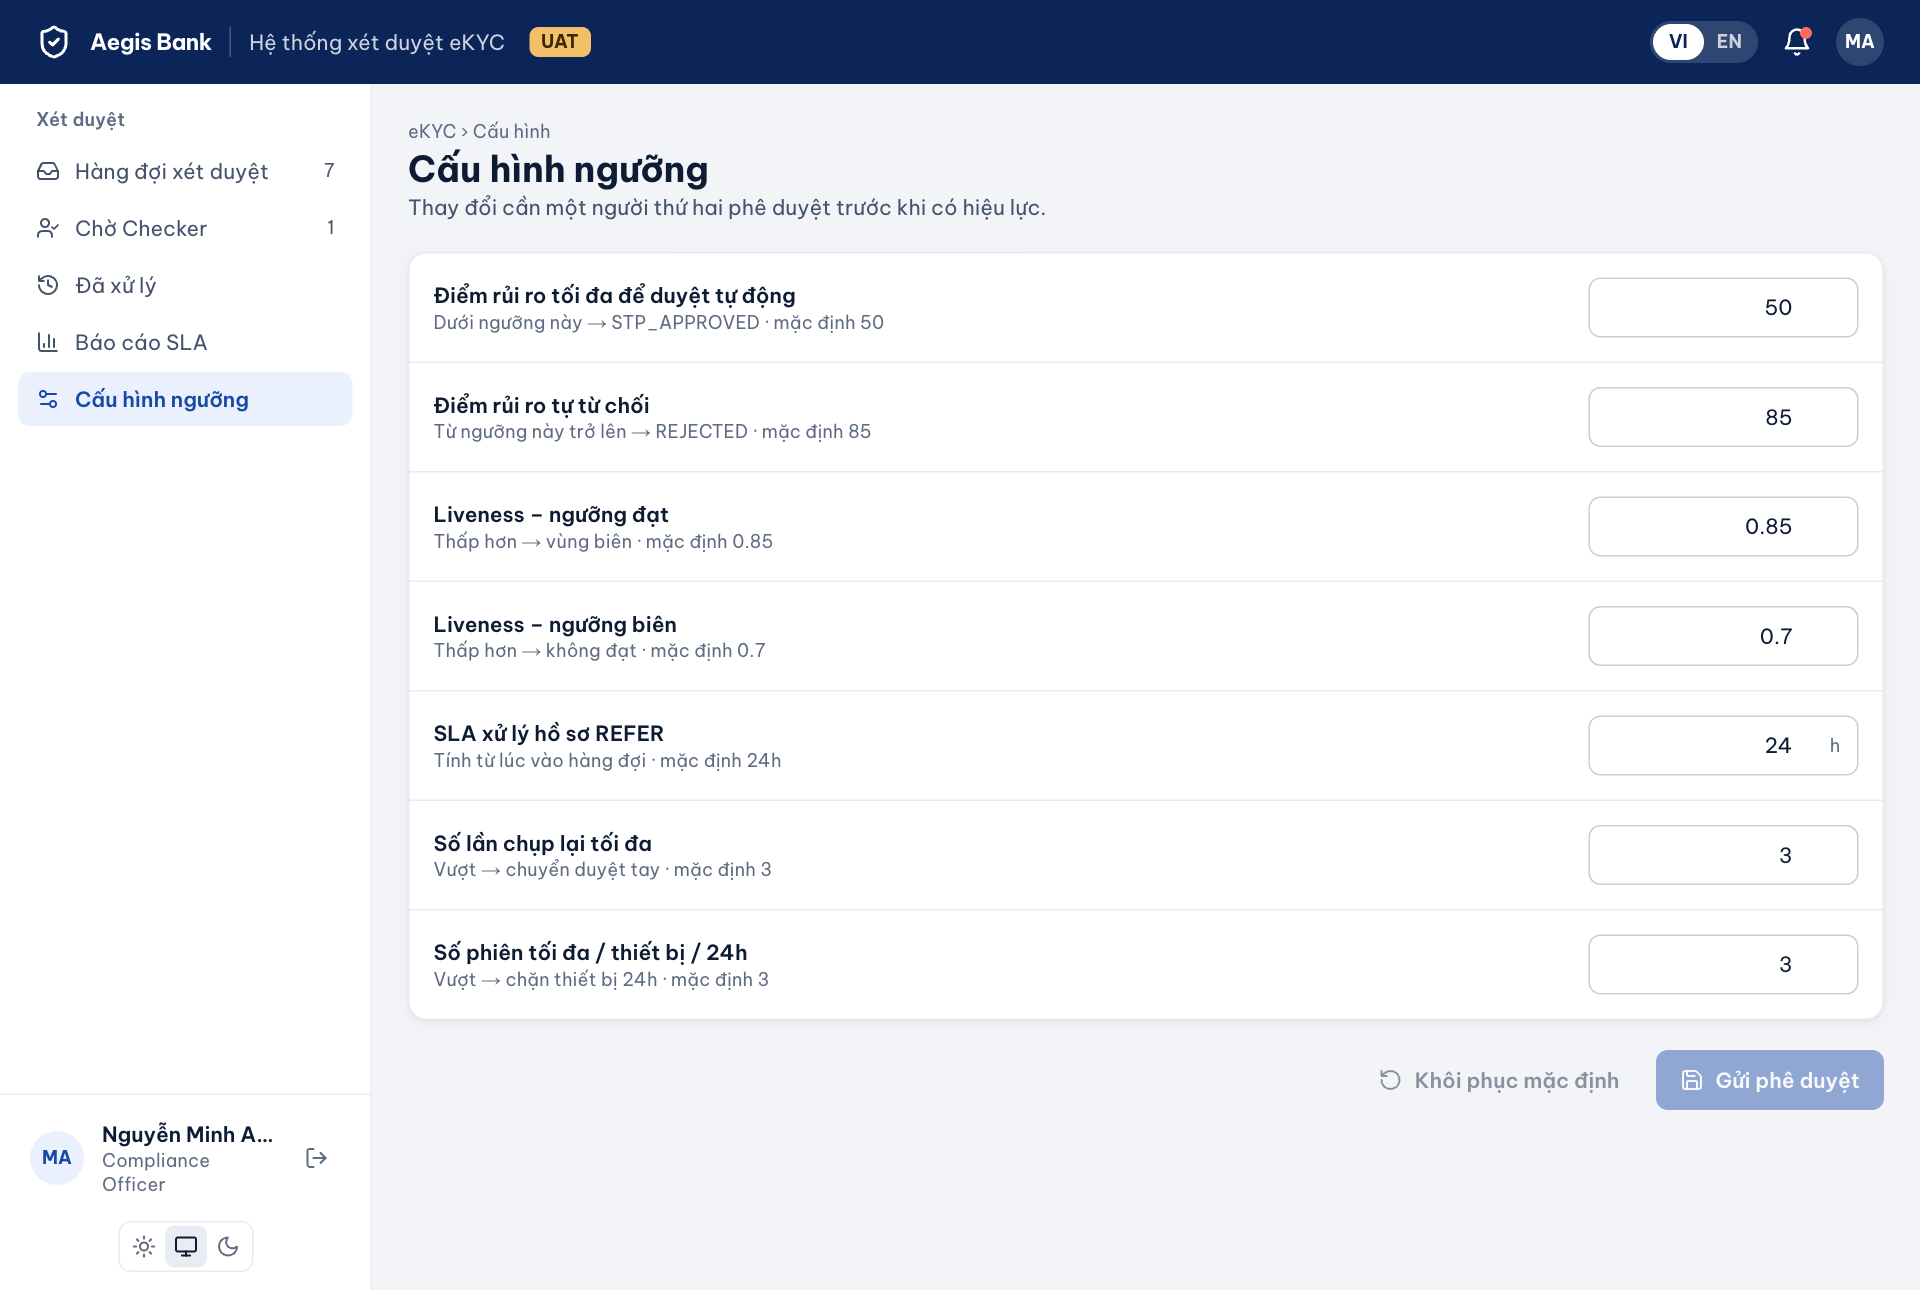 Aegis Bank
Hệ thống xét duyệt eKYC
UAT
VI
EN
MA
Xét duyệt
Hàng đợi xét duyệt 7
Chờ Checker 1
Đã xử lý
Báo cáo SLA
Cấu hình ngưỡng
eKYC › Cấu hình
Cấu hình ngưỡng
Thay đổi cần một người thứ hai phê duyệt trước khi có hiệu lực.
Điểm rủi ro tối đa để duyệt tự động
Dưới ngưỡng này → STP_APPROVED · mặc định 50
50
Điểm rủi ro tự từ chối
Từ ngưỡng này trở lên → REJECTED · mặc định 85
85
Liveness – ngưỡng đạt
Thấp hơn → vùng biên · mặc định 0.85
0.85
Liveness – ngưỡng biên
Thấp hơn → không đạt · mặc định 0.7
0.7
SLA xử lý hồ sơ REFER
Tính từ lúc vào hàng đợi · mặc định 24h
24 h
Số lần chụp lại tối đa
Vượt → chuyển duyệt tay · mặc định 3
3
Số phiên tối đa / thiết bị / 24h
Vượt → chặn thiết bị 24h · mặc định 3
3
Khôi phục mặc định
Gửi phê duyệt
MA
Nguyễn Minh A...
Compliance
Officer